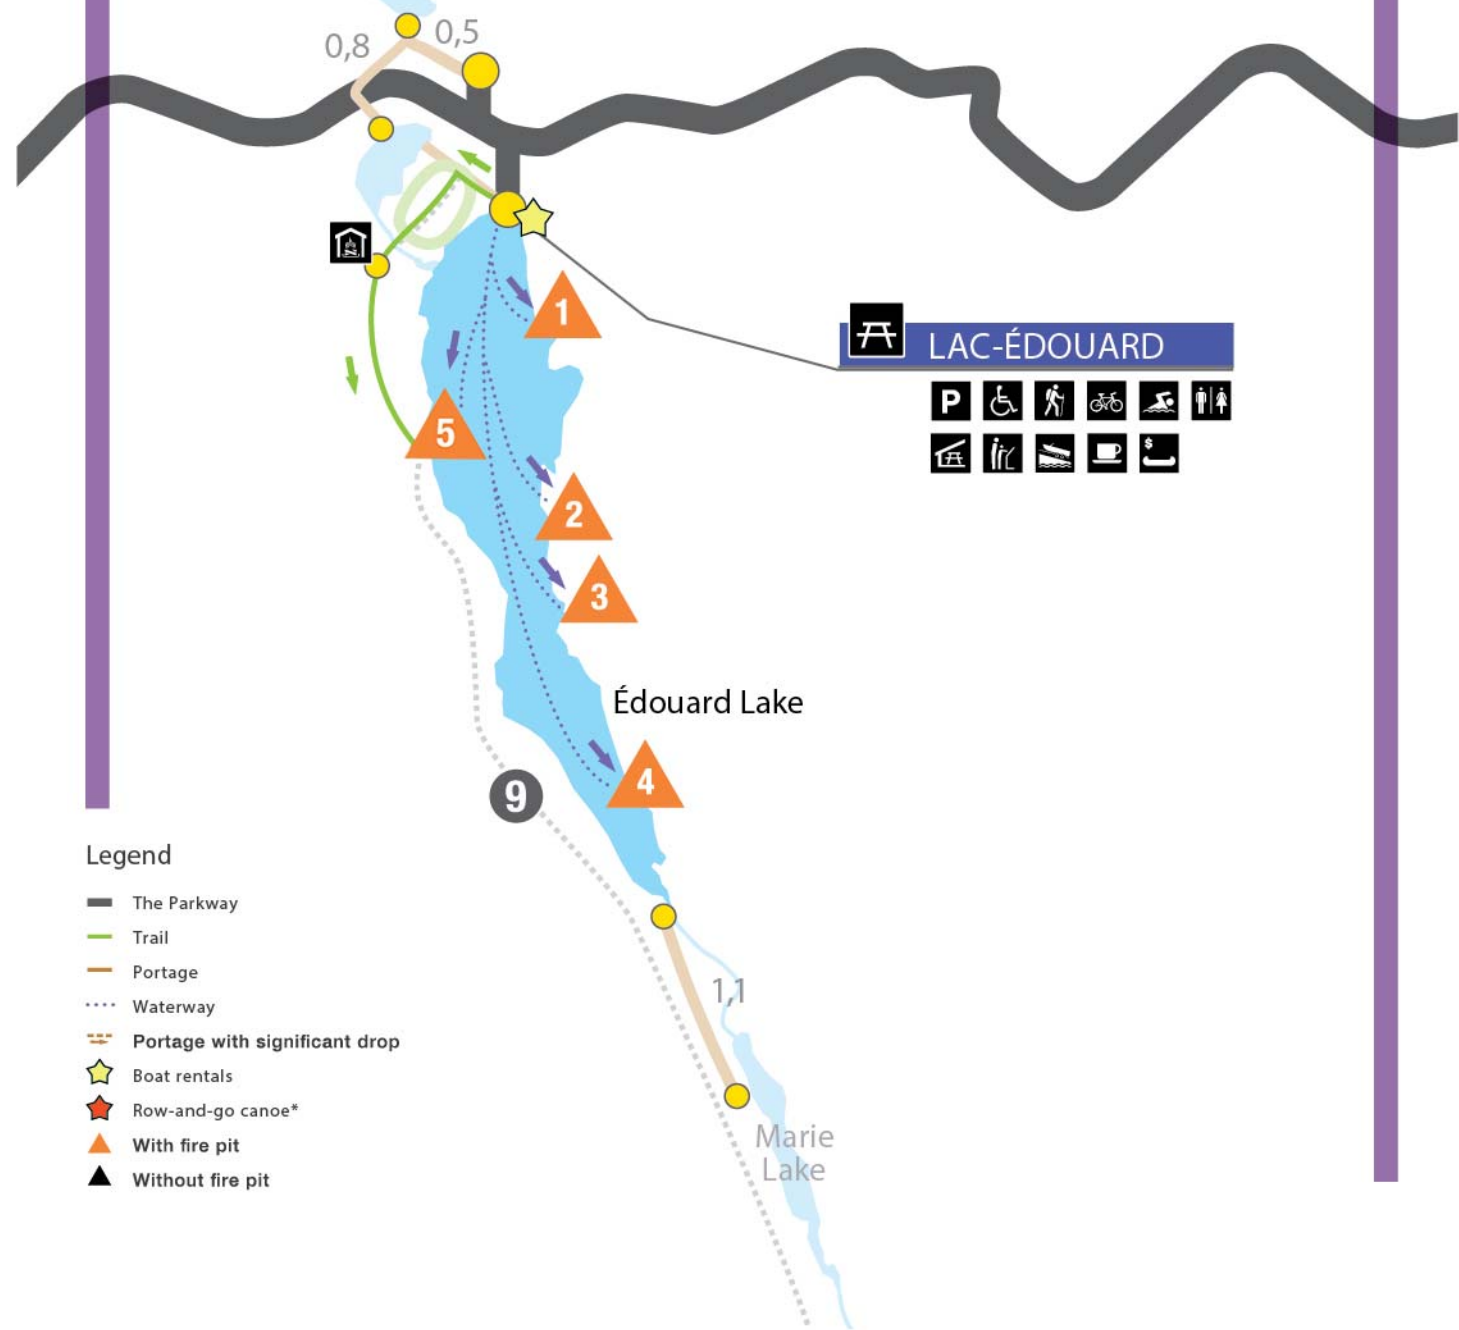 0,8
0,5
1
LAC-ÉDOUARD
P
5
$
2
3
Édouard Lake
4
9
Legend
The Parkway
Trail
Portage
1,1
Waterway
Portage with significant drop
Boat rentals
Row-and-go canoe*
With fire pit
Marie
Lake
Without fire pit